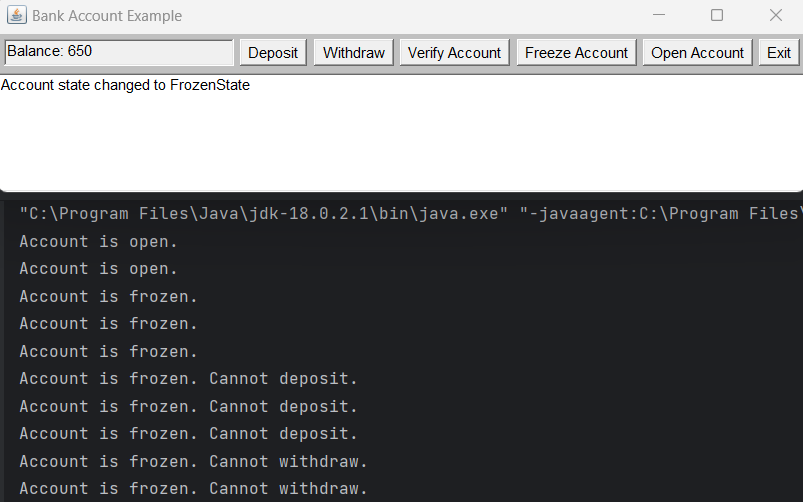 Bank Account Example
Balance: 650 Deposit Withdraw Verify Account Freeze Account Open Account Exit
Account state changed to FrozenState
"C:\Program Files\Java\jdk-18.0.2.1\bin\java.exe" "-javaagent:C:\Program Files\
Account is open.
Account is open.
Account is frozen.
Account is frozen.
Account is frozen.
Account is frozen. Cannot deposit.
Account is frozen. Cannot deposit.
Account is frozen. Cannot deposit.
Account is frozen. Cannot withdraw.
Account is frozen. Cannot withdraw.